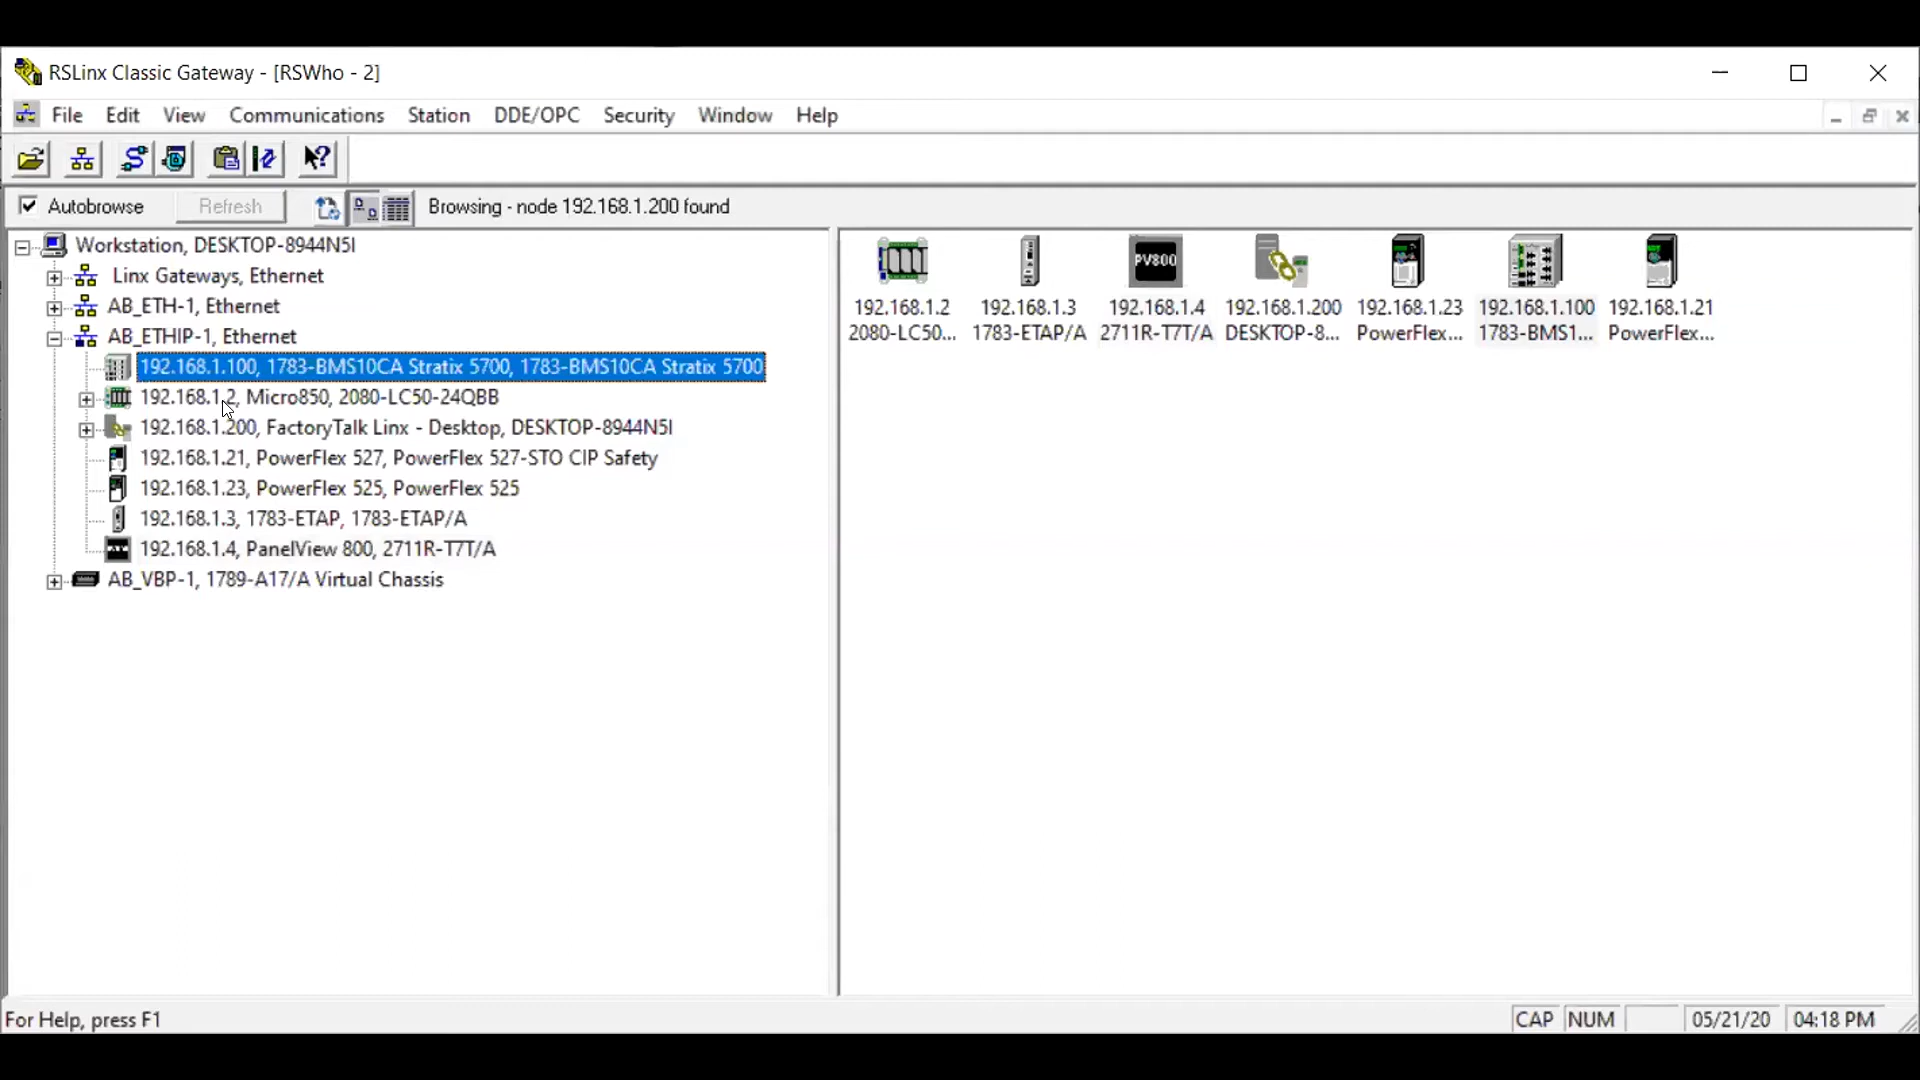 RSLinx Classic Gateway - [RSWho - 2]
File Edit View Communications Station DDE/OPC Security Window Help
Autobrowse Refresh Browsing - node 192.168.1.200 found
Workstation, DESKTOP-8944N5I
Linx Gateways, Ethernet
AB_ETH-1, Ethernet
AB_ETHIP-1, Ethernet
192.168.1.100, 1783-BMS10CA Stratix 5700, 1783-BMS10CA Stratix 5700
192.168.1.2, Micro850, 2080-LC50-24QBB
192.168.1.200, FactoryTalk Linx - Desktop, DESKTOP-8944N5I
192.168.1.21, PowerFlex 527, PowerFlex 527-STO CIP Safety
192.168.1.23, PowerFlex 525, PowerFlex 525
192.168.1.3, 1783-ETAP, 1783-ETAP/A
192.168.1.4, PanelView 800, 2711R-T7T/A
AB_VBP-1, 1789-A17/A Virtual Chassis
PV800
192.168.1.2 192.168.1.3 192.168.1.4 192.168.1.200 192.168.1.23 192.168.1.100 192.168.1.21
2080-LC50... 1783-ETAP/A 2711R-T7T/A DESKTOP-8... PowerFlex... 1783-BMS1... PowerFlex...
For Help, press F1
CAP NUM 05/21/20 04:18 PM